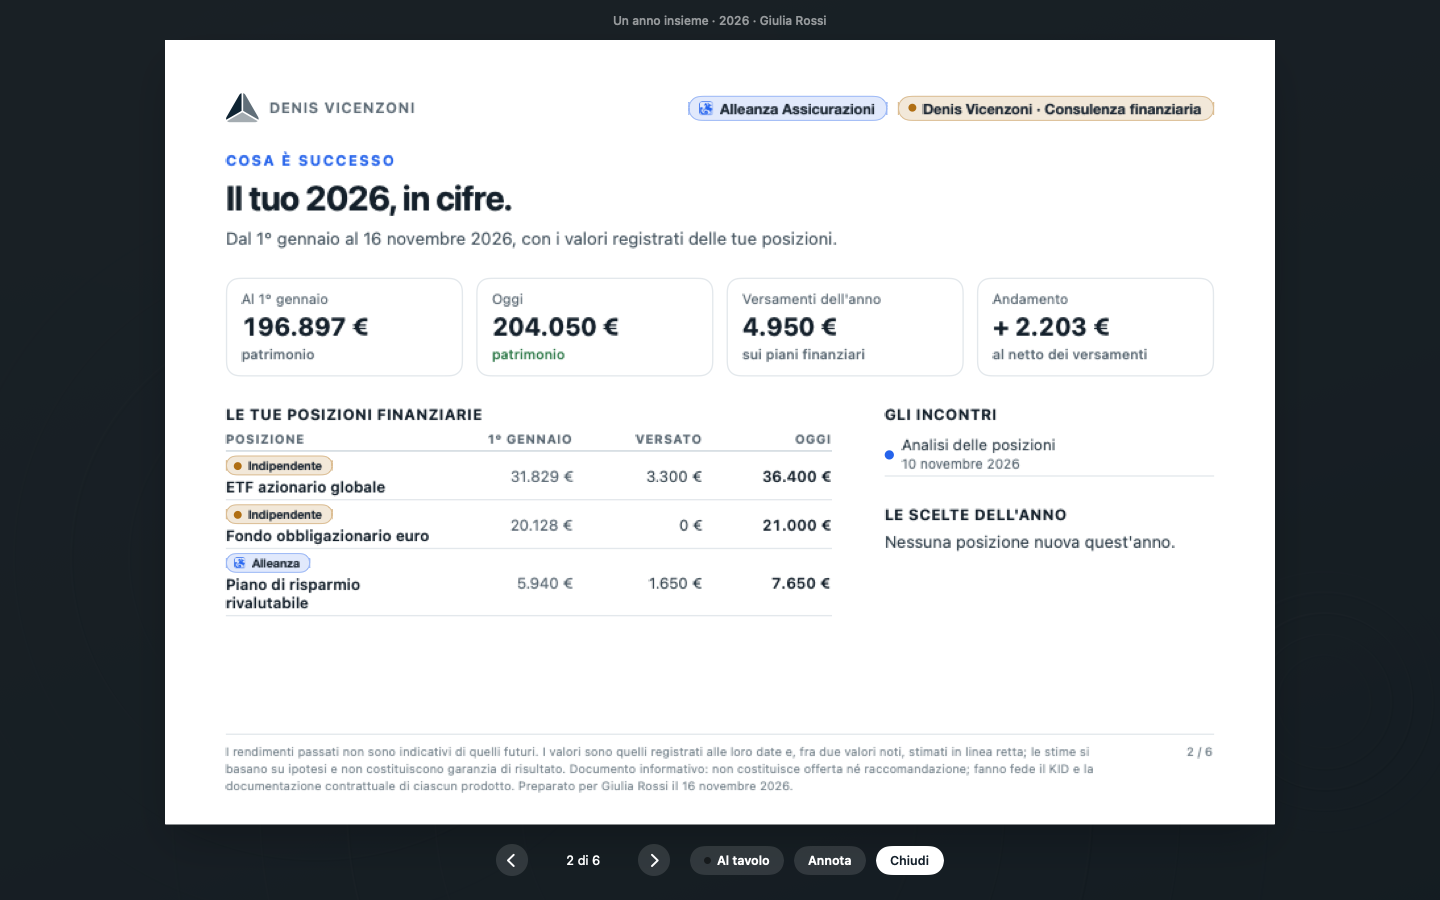 Un anno insieme · 2026 · Giulia Rossi
DENIS VICENZONI
Alleanza Assicurazioni
Denis Vicenzoni · Consulenza finanziaria
COSA È SUCCESSO
Il tuo 2026, in cifre.
Dal 1º gennaio al 16 novembre 2026, con i valori registrati delle tue posizioni.
Al 1º gennaio
196.897 €
patrimonio
Oggi
204.050 €
patrimonio
Versamenti dell'anno
4.950 €
sui piani finanziari
Andamento
+ 2.203 €
al netto dei versamenti
LE TUE POSIZIONI FINANZIARIE
POSIZIONE 1º GENNAIO VERSATO OGGI
Indipendente
ETF azionario globale 31.829 € 3.300 € 36.400 €
Indipendente
Fondo obbligazionario euro 20.128 € 0 € 21.000 €
Alleanza
Piano di risparmio
rivalutabile 5.940 € 1.650 € 7.650 €
GLI INCONTRI
Analisi delle posizioni
10 novembre 2026
LE SCELTE DELL'ANNO
Nessuna posizione nuova quest'anno.
I rendimenti passati non sono indicativi di quelli futuri. I valori sono quelli registrati alle loro date e, fra due valori noti, stimati in linea retta; le stime si
basano su ipotesi e non costituiscono garanzia di risultato. Documento informativo: non costituisce offerta né raccomandazione; fanno fede il KID e la
documentazione contrattuale di ciascun prodotto. Preparato per Giulia Rossi il 16 novembre 2026.
2 / 6
2 di 6
Al tavolo
Annota
Chiudi